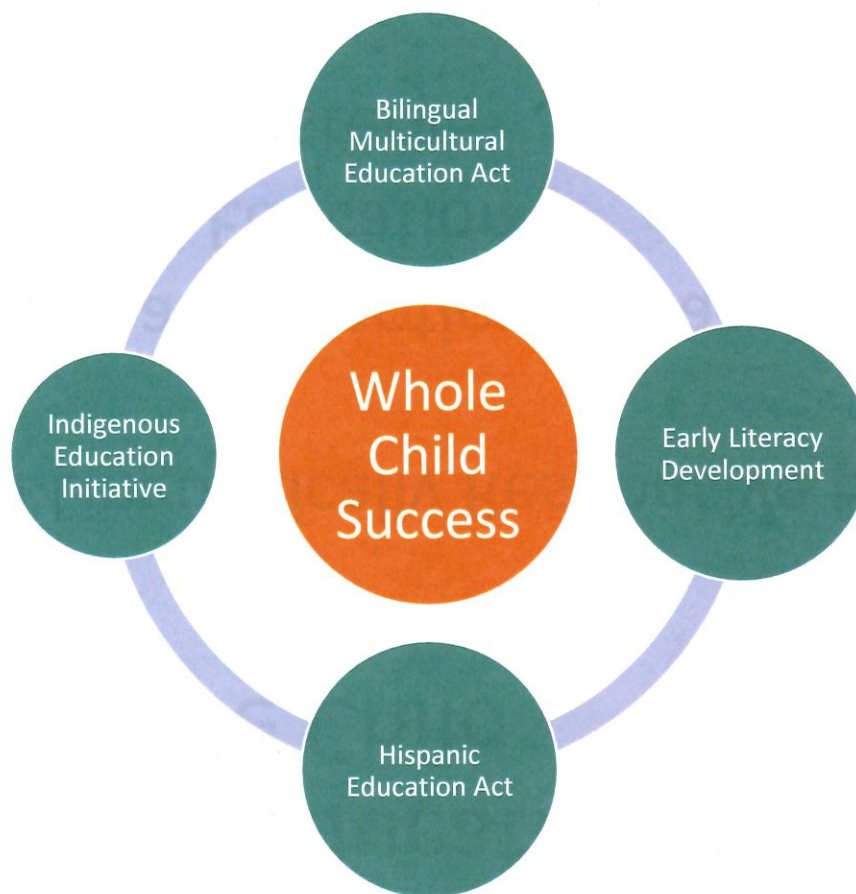 Bilingual
Multicultural
Education Act
Whole
Child
Success
Indigenous
Education
Initiative
Early Literacy
Development
Hispanic
Education Act